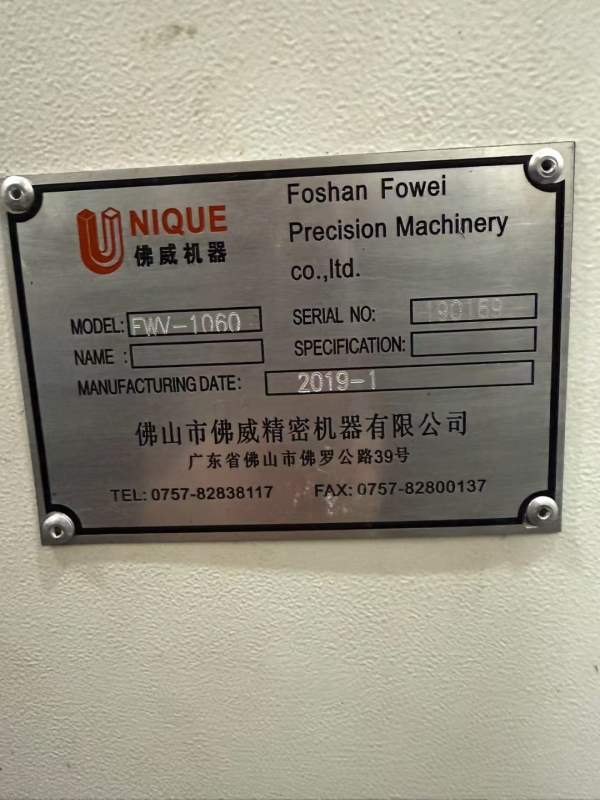 UNIQUE
佛威机器
Foshan Fowei
Precision Machinery
co.,ltd.
MODEL: FWV-1060
SERIAL NO: 190169
NAME :
SPECIFICATION:
MANUFACTURING DATE: 2019-1
佛山市佛威精密机器有限公司
广东省佛山市佛罗公路39号
TEL: 0757-82838117 FAX: 0757-82800137